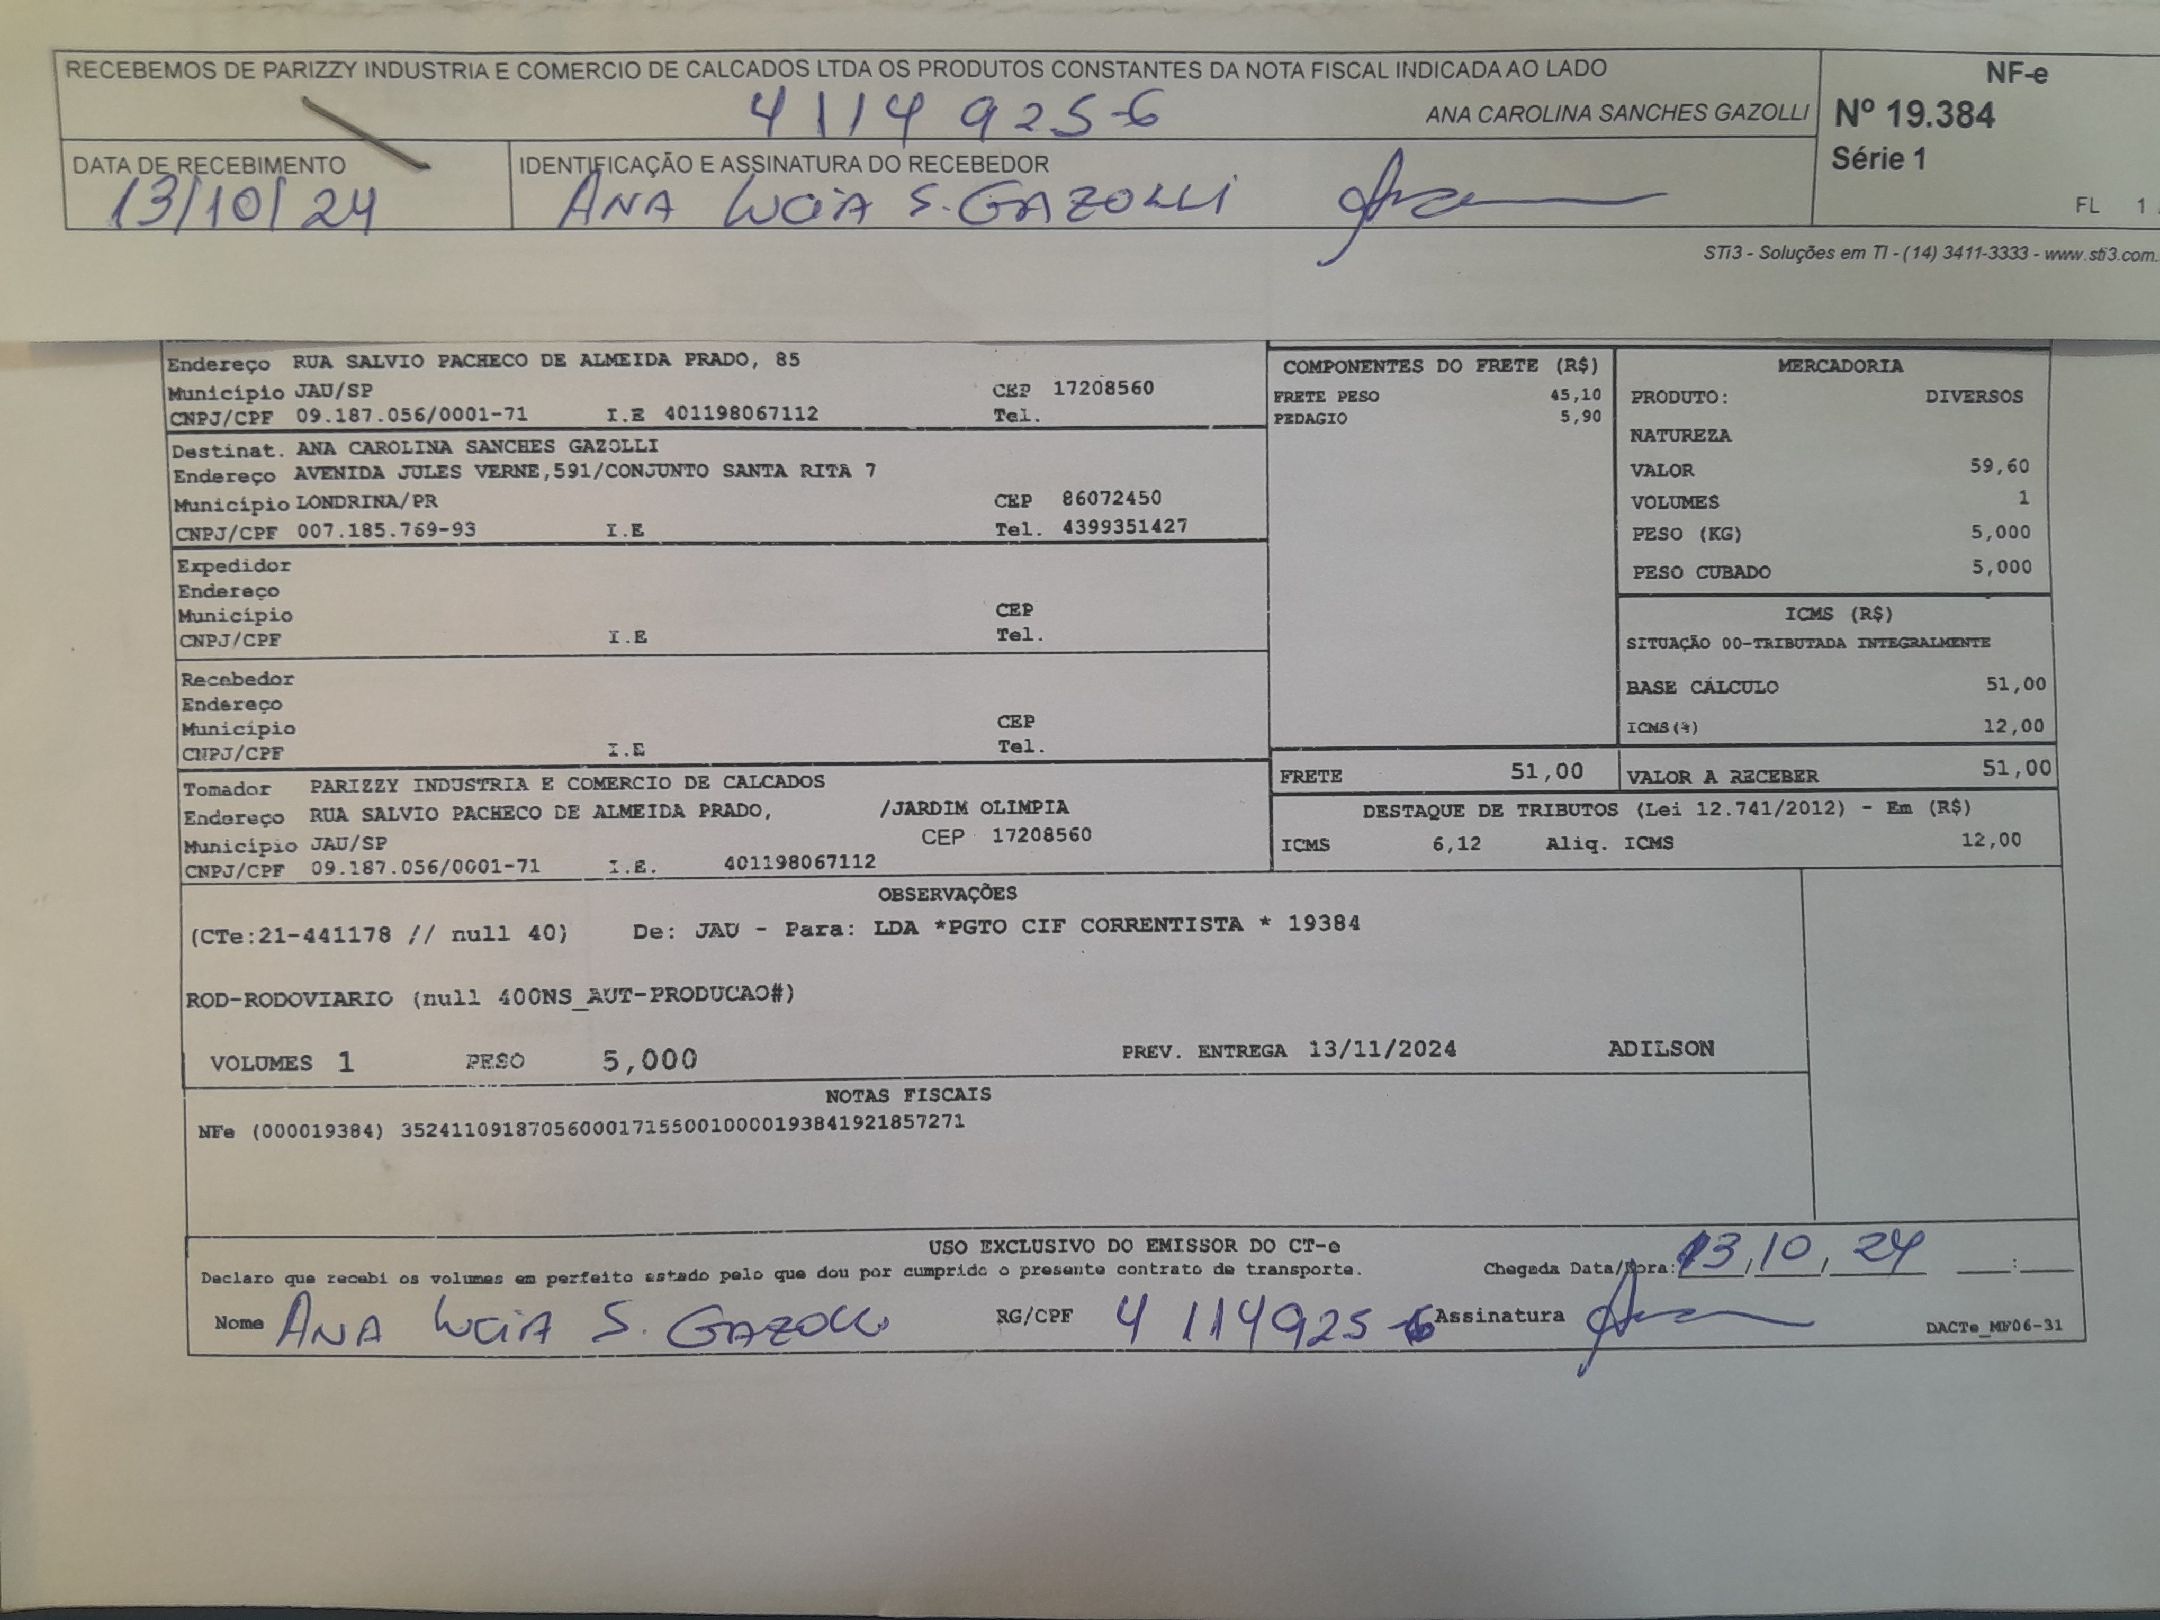 RECEBEMOS DE PARIZZY INDUSTRIA E COMERCIO DE CALCADOS LTDA OS PRODUTOS CONSTANTES DA NOTA FISCAL INDICADA AO LADO
4114925-6
ANA CAROLINA SANCHES GAZOLLI
NF-e
Nº 19.384
Série 1
FL 1
DATA DE RECEBIMENTO
13/10/24
IDENTIFICAÇÃO E ASSINATURA DO RECEBEDOR
ANA LUCIA S. GAZOLLI
STi3 - Soluções em TI - (14) 3411-3333 - www.sti3.com.
Endereço RUA SALVIO PACHECO DE ALMEIDA PRADO, 85
Município JAU/SP CEP 17208560
CNPJ/CPF 09.187.056/0001-71 I.E 401198067112 Tel.
Destinat. ANA CAROLINA SANCHES GAZOLLI
Endereço AVENIDA JULES VERNE,591/CONJUNTO SANTA RITA 7
Município LONDRINA/PR CEP 86072450
CNPJ/CPF 007.185.769-93 I.E Tel. 4399351427
Expedidor
Endereço
Município CEP
CNPJ/CPF I.E Tel.
Recebedor
Endereço
Município CEP
CNPJ/CPF I.E Tel.
Tomador PARIZZY INDUSTRIA E COMERCIO DE CALCADOS
Endereço RUA SALVIO PACHECO DE ALMEIDA PRADO, /JARDIM OLIMPIA
Município JAU/SP CEP 17208560
CNPJ/CPF 09.187.056/0001-71 I.E. 401198067112
COMPONENTES DO FRETE (R$)
FRETE PESO 45,10
PEDAGIO 5,90
FRETE 51,00
MERCADORIA
PRODUTO: DIVERSOS
NATUREZA
VALOR 59,60
VOLUMES 1
PESO (KG) 5,000
PESO CUBADO 5,000
ICMS (R$)
SITUAÇÃO 00-TRIBUTADA INTEGRALMENTE
BASE CÁLCULO 51,00
ICMS(%) 12,00
VALOR A RECEBER 51,00
DESTAQUE DE TRIBUTOS (Lei 12.741/2012) - Em (R$)
ICMS 6,12 Aliq. ICMS 12,00
OBSERVAÇÕES
(CTe:21-441178 // null 40) De: JAU - Para: LDA *PGTO CIF CORRENTISTA * 19384
ROD-RODOVIARIO (null 400NS_AUT-PRODUCAO#)
VOLUMES 1 PESO 5,000 PREV. ENTREGA 13/11/2024 ADILSON
NOTAS FISCAIS
NFe (000019384) 35241109187056000171550010000193841921857271
USO EXCLUSIVO DO EMISSOR DO CT-e
Declaro que recebi os volumes em perfeito estado pelo que dou por cumprido o presente contrato de transporte.
Chegada Data/Hora: 13/10/24 __:__
Nome ANA LUCIA S. GAZOLLI RG/CPF 4114925-6 Assinatura
DACTe_MF06-31